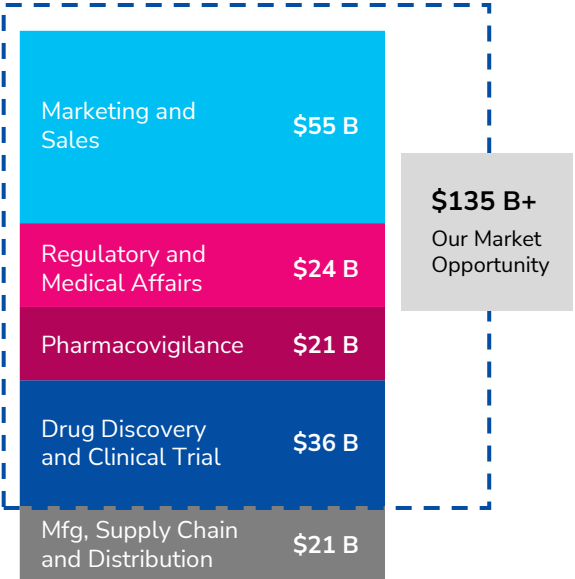 Marketing and
Sales
$55 B
$135 B+
Our Market
Opportunity
Regulatory and
Medical Affairs
$24 B
Pharmacovigilance
$21 B
Drug Discovery
and Clinical Trial
$36 B
Mfg, Supply Chain
and Distribution
$21 B